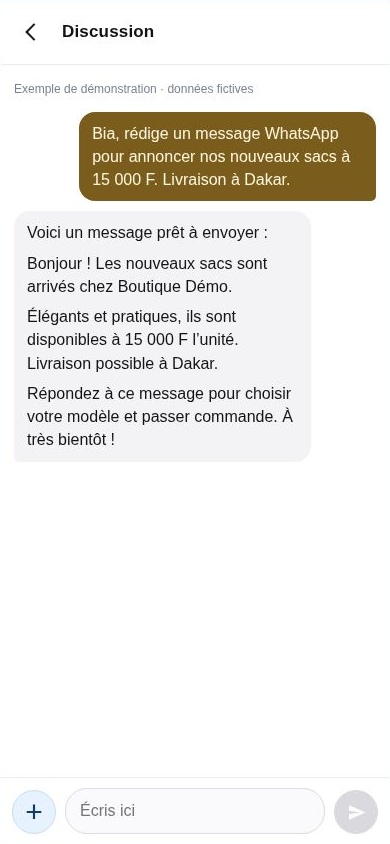 Discussion
Exemple de démonstration · données fictives
Bia, rédige un message WhatsApp
pour annoncer nos nouveaux sacs à
15 000 F. Livraison à Dakar.
Voici un message prêt à envoyer :
Bonjour ! Les nouveaux sacs sont
arrivés chez Boutique Démo.
Élégants et pratiques, ils sont
disponibles à 15 000 F l’unité.
Livraison possible à Dakar.
Répondez à ce message pour choisir
votre modèle et passer commande. À
très bientôt !
Écris ici